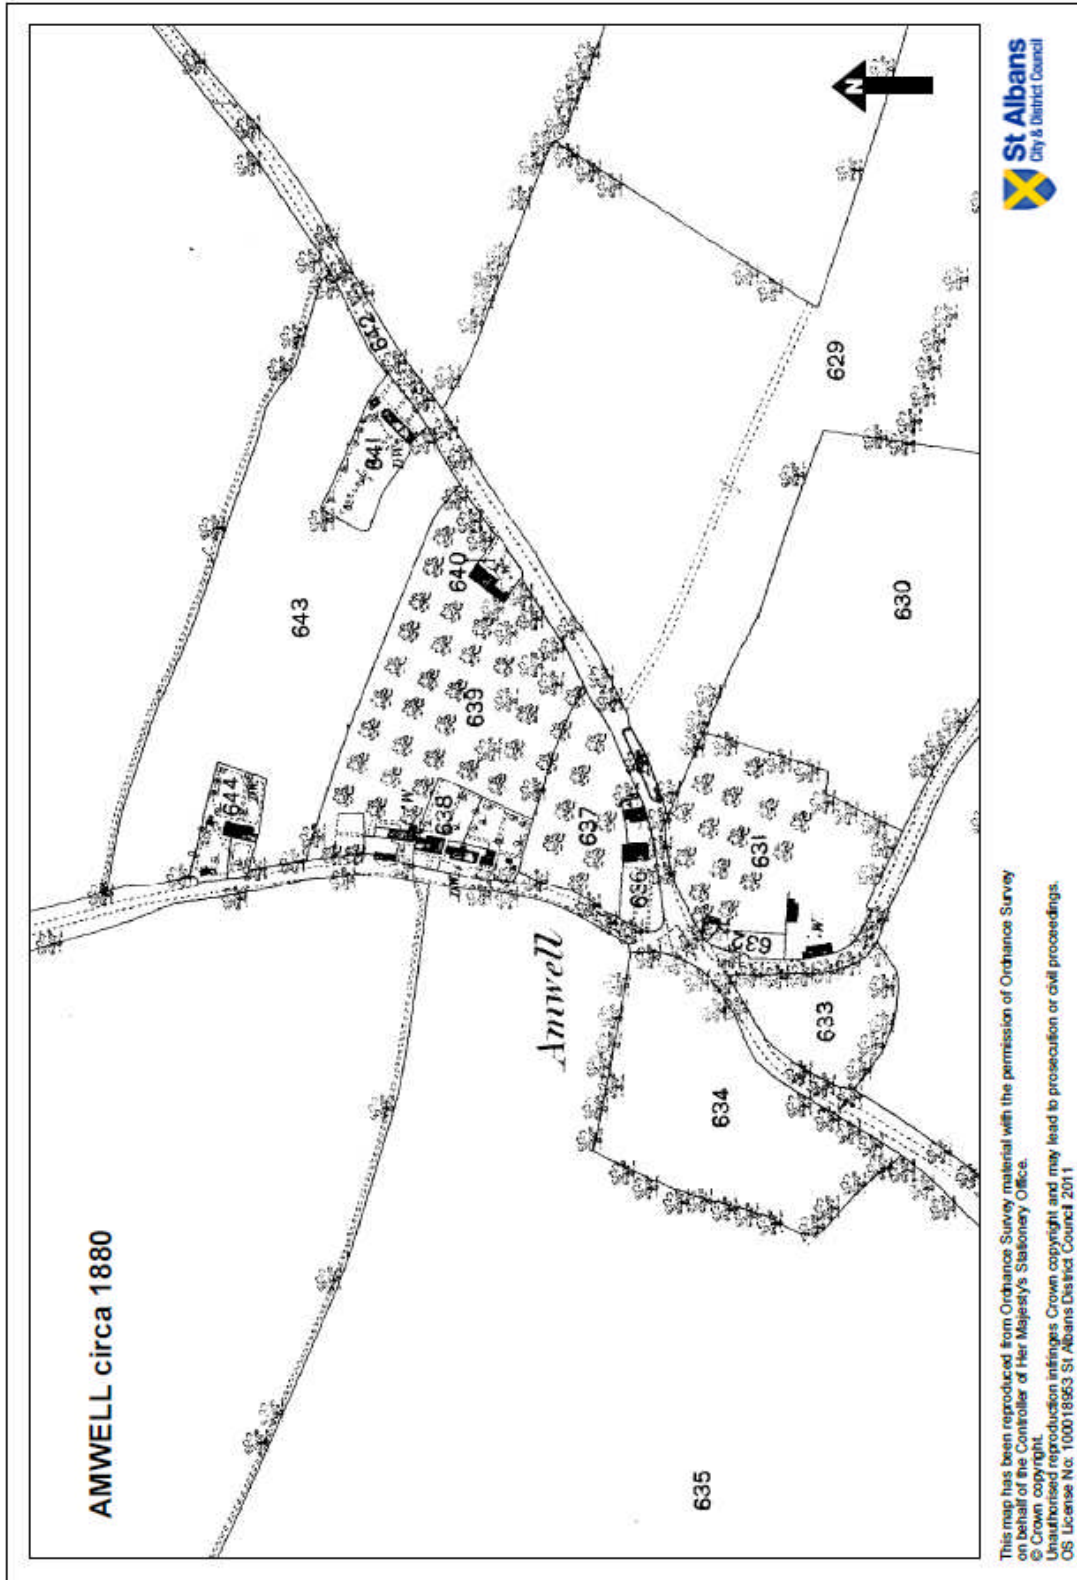 AMWELL circa 1880
N
St Albans
City & District Council
642
643
641
644
640
639
638
637
636
Amwell
629
630
631
632
633
634
635
W
W
W
This map has been reproduced from Ordnance Survey material with the permission of Ordnance Survey
on behalf of the Controller of Her Majesty's Stationery Office.
© Crown copyright.
Unauthorised reproduction infringes Crown copyright and may lead to prosecution or civil proceedings.
OS License No: 100018953 St Albans District Council 2011